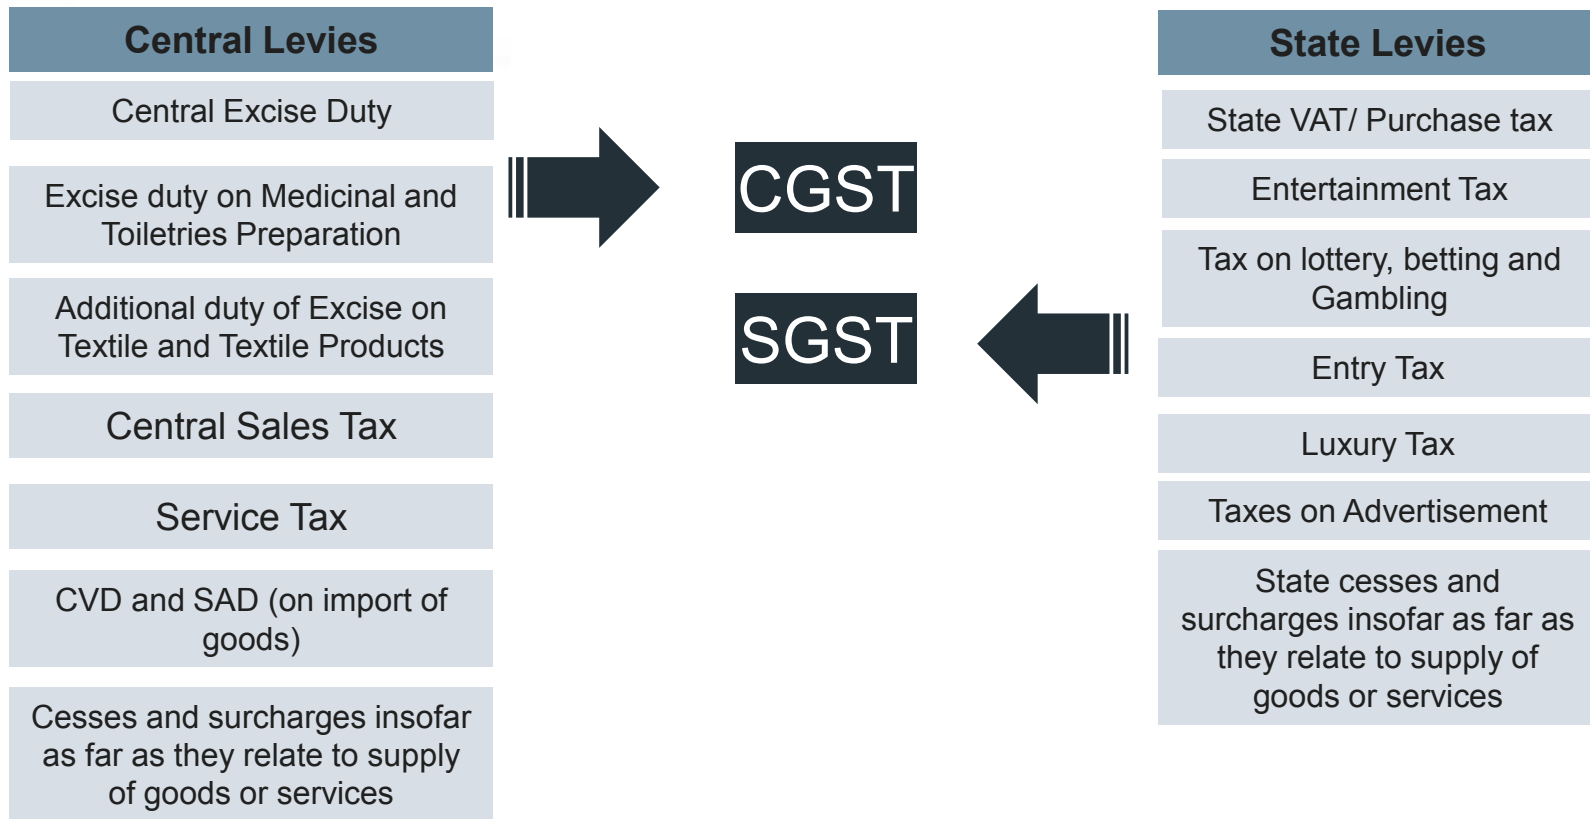 Central Levies
Central Excise Duty
Excise duty on Medicinal and
Toiletries Preparation
Additional duty of Excise on
Textile and Textile Products
Central Sales Tax
Service Tax
CVD and SAD (on import of
goods)
Cesses and surcharges insofar
as far as they relate to supply
of goods or services
CGST
SGST
State Levies
State VAT/ Purchase tax
Entertainment Tax
Tax on lottery, betting and
Gambling
Entry Tax
Luxury Tax
Taxes on Advertisement
State cesses and
surcharges insofar as far as
they relate to supply of
goods or services